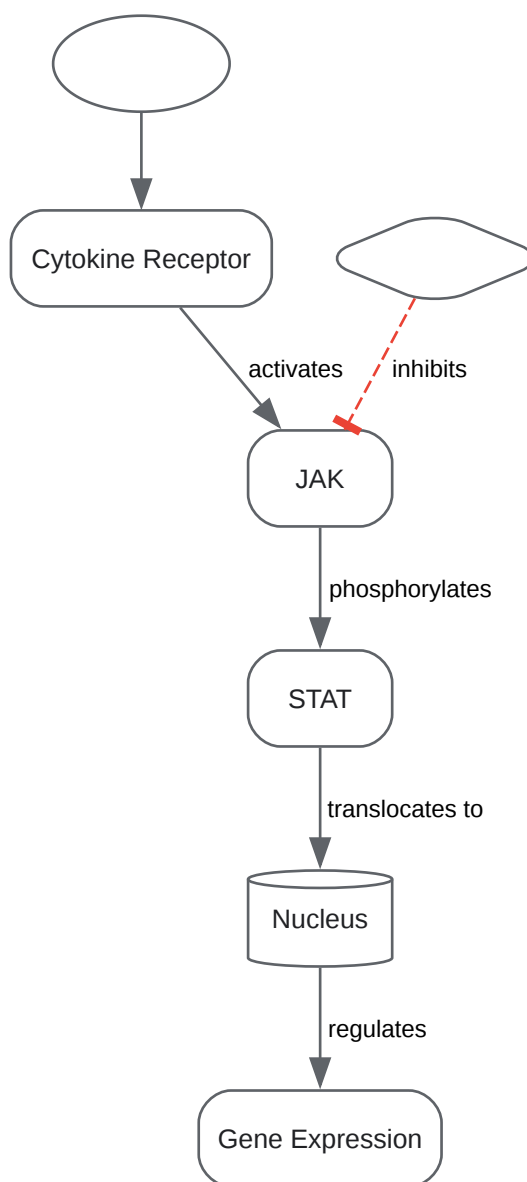 Cytokine Receptor
activates
inhibits
JAK
phosphorylates
STAT
translocates to
Nucleus
regulates
Gene Expression